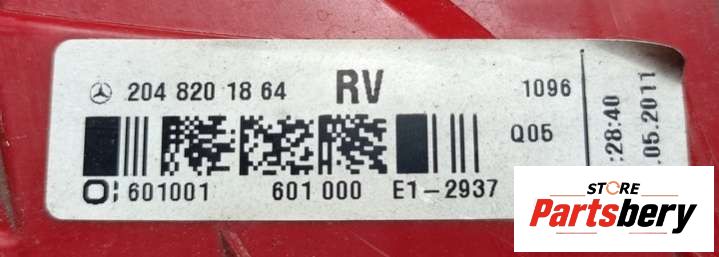 204 820 18 64 RV 1096
Q05
O: 601001 601 000 E1-2937
:28:40
.05.2011
STORE
Partsbery